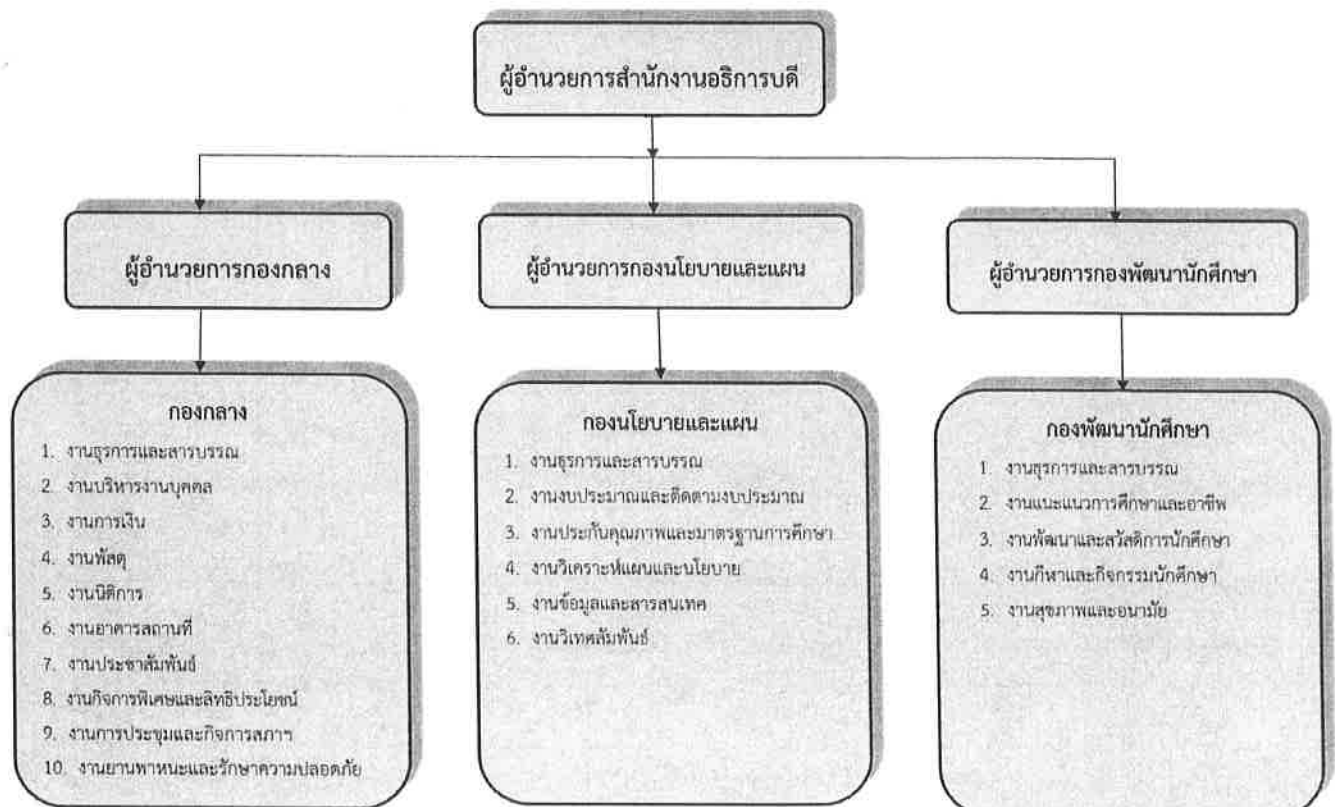 ผู้อำนวยการสำนักงานอธิการบดี
ผู้อำนวยการกองกลาง
ผู้อำนวยการกองนโยบายและแผน
ผู้อำนวยการกองพัฒนานักศึกษา
กองกลาง
1. งานธุรการและสารบรรณ
2. งานบริหารงานบุคคล
3. งานการเงิน
4. งานพัสดุ
5. งานนิติการ
6. งานอาคารสถานที่
7. งานประชาสัมพันธ์
8. งานกิจการพิเศษและสิทธิประโยชน์
9. งานการประชุมและกิจการสภาฯ
10. งานยานพาหนะและรักษาความปลอดภัย
กองนโยบายและแผน
1. งานธุรการและสารบรรณ
2. งานงบประมาณและติดตามงบประมาณ
3. งานประกันคุณภาพและมาตรฐานการศึกษา
4. งานวิเคราะห์แผนและนโยบาย
5. งานข้อมูลและสารสนเทศ
6. งานวิเทศสัมพันธ์
กองพัฒนานักศึกษา
1. งานธุรการและสารบรรณ
2. งานแนะแนวการศึกษาและอาชีพ
3. งานพัฒนาและสวัสดิการนักศึกษา
4. งานกีฬาและกิจกรรมนักศึกษา
5. งานสุขภาพและอนามัย